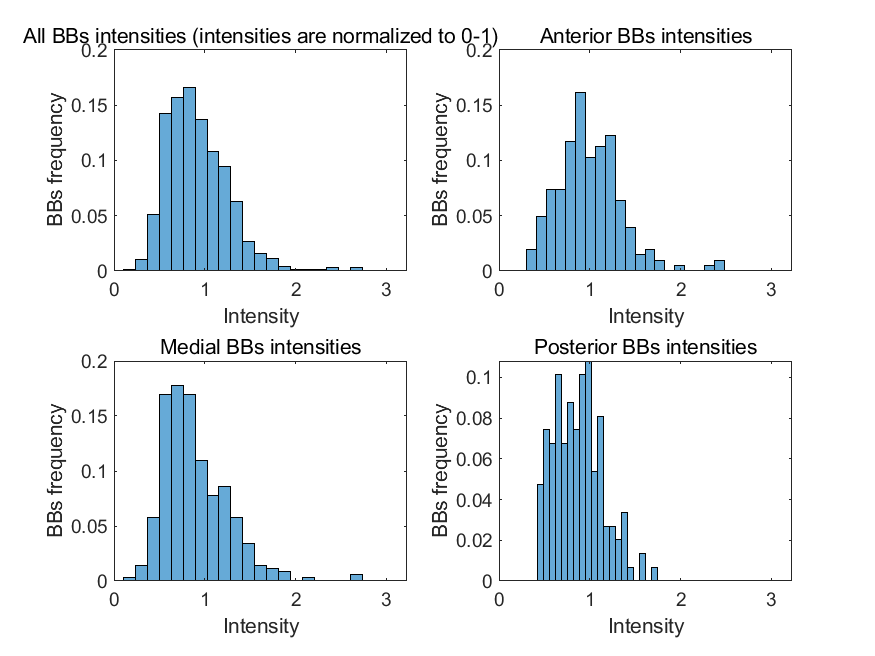 All BBs intensities (intensities are normalized to 0-1)
0.2
0.15
0.1
0.05
0
BBs frequency
0 1 2 3
Intensity
Anterior BBs intensities
0.2
0.15
0.1
0.05
0
BBs frequency
0 1 2 3
Intensity
Medial BBs intensities
0.2
0.15
0.1
0.05
0
BBs frequency
0 1 2 3
Intensity
Posterior BBs intensities
0.1
0.08
0.06
0.04
0.02
0
BBs frequency
0 1 2 3
Intensity